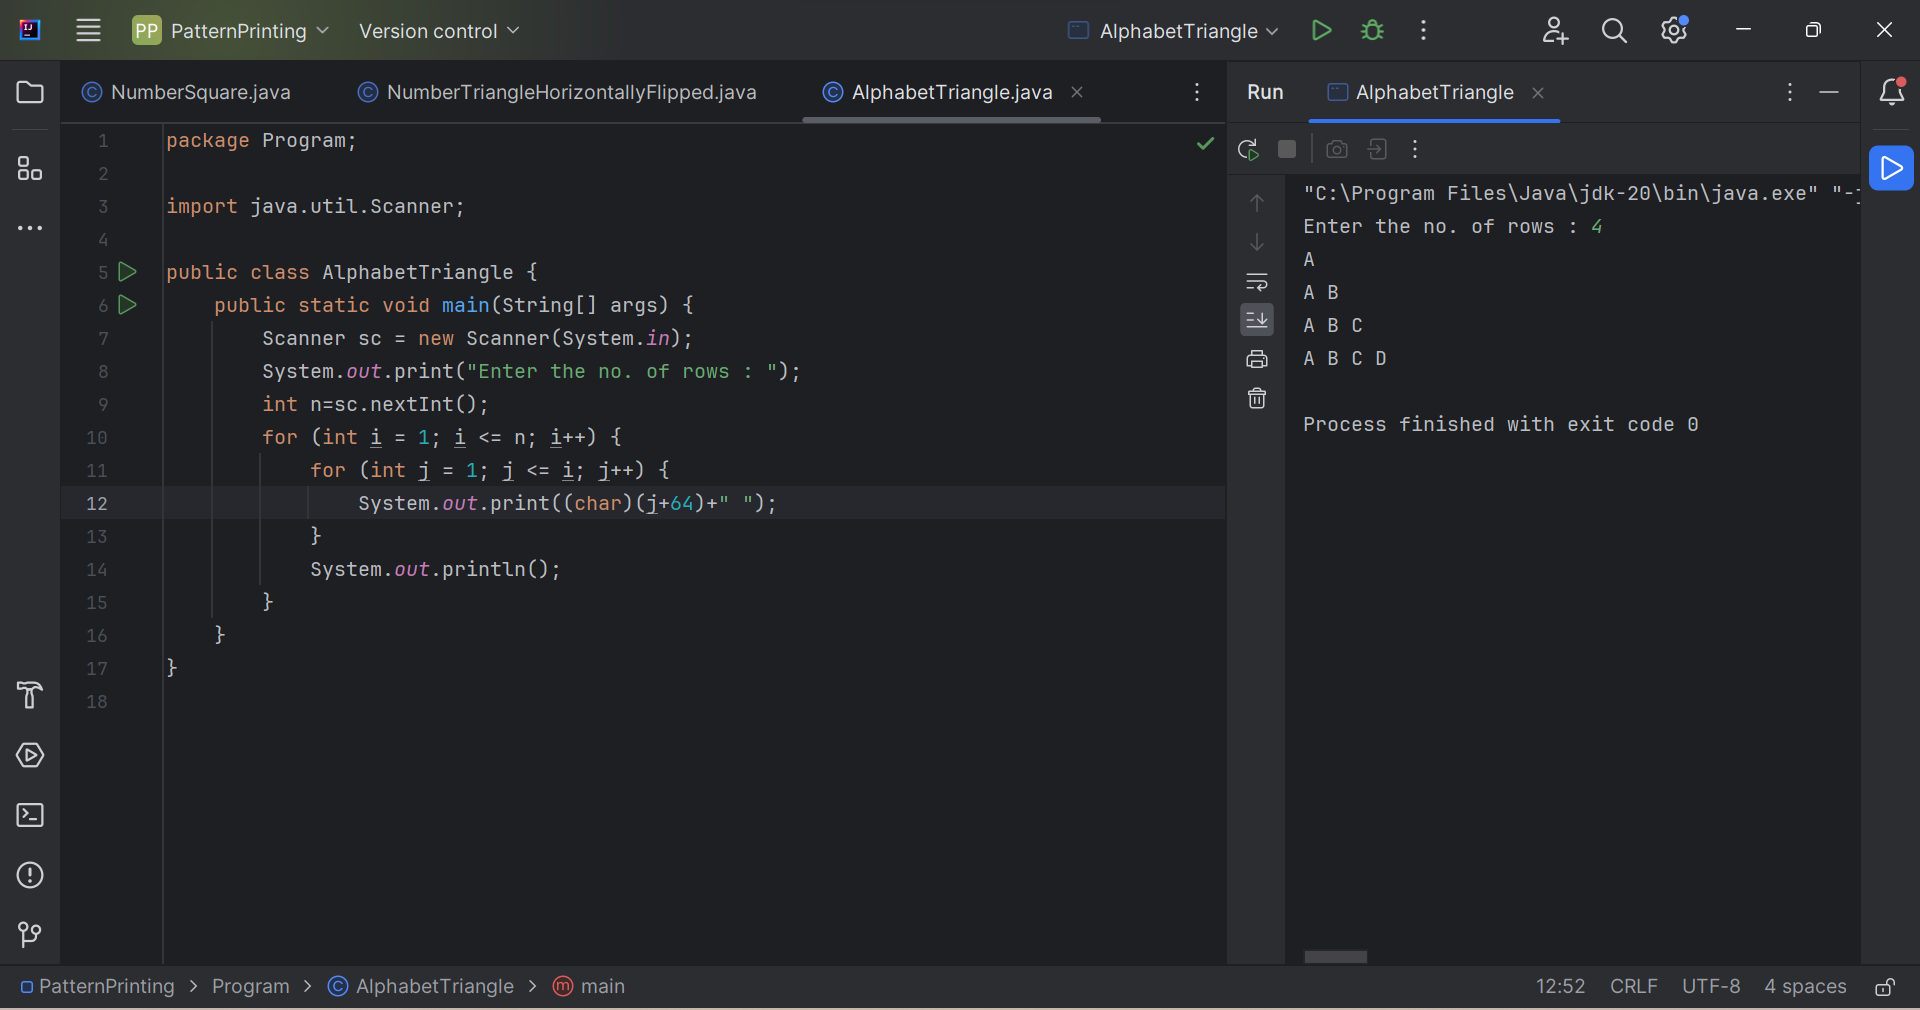 PP PatternPrinting Version control AlphabetTriangle
NumberSquare.java NumberTriangleHorizontallyFlipped.java AlphabetTriangle.java
Run AlphabetTriangle
1 package Program;
2
3 import java.util.Scanner;
4
5 public class AlphabetTriangle {
6 public static void main(String[] args) {
7 Scanner sc = new Scanner(System.in);
8 System.out.print("Enter the no. of rows : ");
9 int n=sc.nextInt();
10 for (int i = 1; i <= n; i++) {
11 for (int j = 1; j <= i; j++) {
12 System.out.print((char)(j+64)+" ");
13 }
14 System.out.println();
15 }
16 }
17 }
18
"C:\Program Files\Java\jdk-20\bin\java.exe" "-j
Enter the no. of rows : 4
A
A B
A B C
A B C D
Process finished with exit code 0
PatternPrinting > Program > AlphabetTriangle > main
12:52 CRLF UTF-8 4 spaces